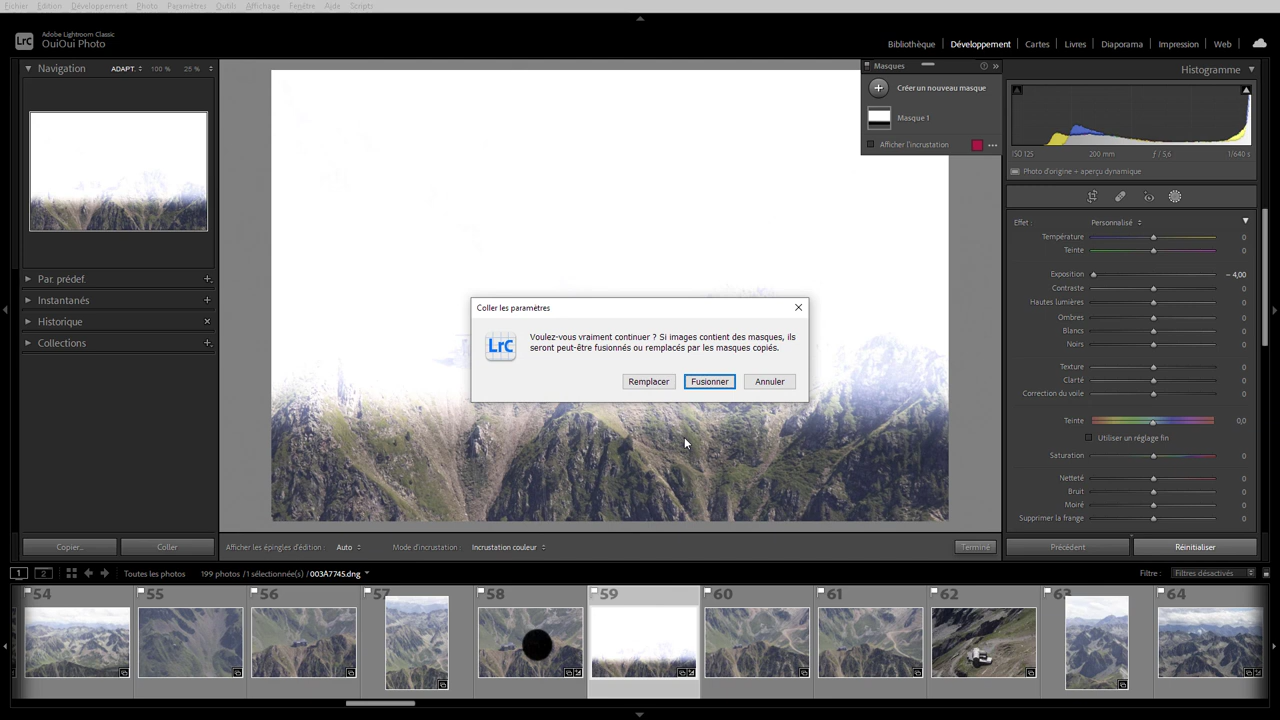 Fichier Edition Développement Photo Paramètres Outils Affichage Fenêtre Aide Scripts
Lrc
Adobe Lightroom Classic
OuiOui Photo
Bibliothèque | Développement | Cartes | Livres | Diaporama | Impression | Web
Navigation
ADAPT. 100 % 25 %
Par. prédéf.
Instantanés
Historique
Collections
Copier...
Coller
Masques
Créer un nouveau masque
Masque 1
Afficher l'incrustation
Histogramme
ISO 125 200 mm ƒ / 5,6 1/640 s
Photo d'origine + aperçu dynamique
Effet : Personnalisé
Température 0
Teinte 0
Exposition – 4,00
Contraste 0
Hautes lumières 0
Ombres 0
Blancs 0
Noirs 0
Texture 0
Clarté 0
Correction du voile 0
Teinte 0,0
Utiliser un réglage fin
Saturation 0
Netteté 0
Bruit 0
Moiré 0
Supprimer la frange 0
Précédent
Réinitialiser
Coller les paramètres
Lrc
Voulez-vous vraiment continuer ? Si images contient des masques, ils
seront peut-être fusionnés ou remplacés par les masques copiés.
Remplacer
Fusionner
Annuler
Afficher les épingles d'édition : Auto Mode d'incrustation : Incrustation couleur
Terminé
1 2 Toutes les photos 199 photos /1 sélectionnée(s) /003A7745.dng
Filtre : Filtres désactivés
54 55 56 57 58 59 60 61 62 63 64